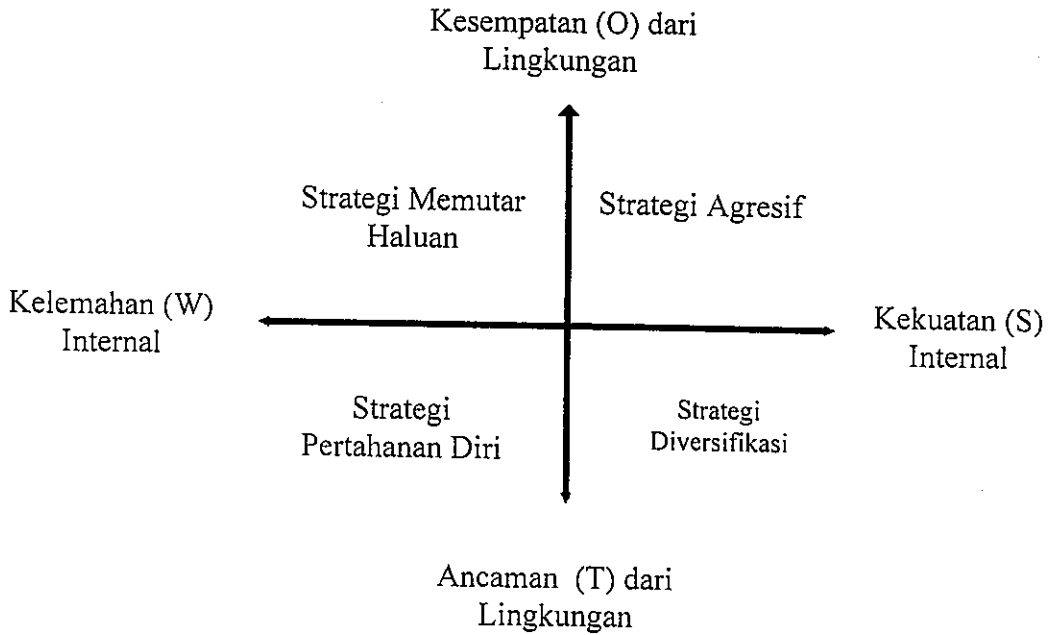 Kesempatan (O) dari
Lingkungan
Strategi Memutar
Haluan
Strategi Agresif
Kelemahan (W)
Internal
Kekuatan (S)
Internal
Strategi
Pertahanan Diri
Strategi
Diversifikasi
Ancaman (T) dari
Lingkungan